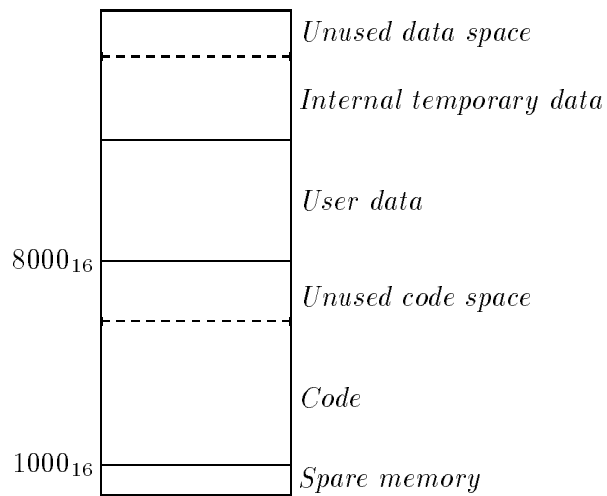 Unused data space
Internal temporary data
User data
8000₁₆
Unused code space
Code
1000₁₆
Spare memory